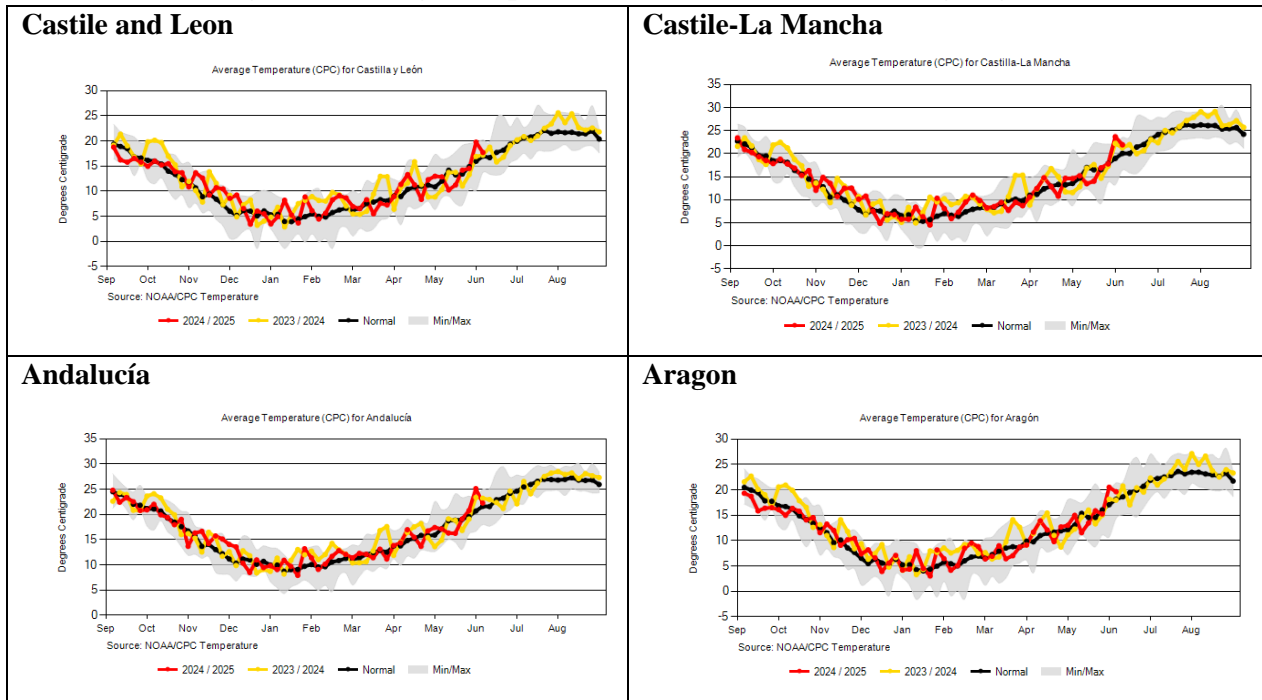 Castile and Leon
Average Temperature (CPC) for Castilla y León
Degrees Centigrade
30
25
20
15
10
5
0
-5
Sep Oct Nov Dec Jan Feb Mar Apr May Jun Jul Aug
Source: NOAA/CPC Temperature
2024 / 2025 2023 / 2024 Normal Min/Max
Castile-La Mancha
Average Temperature (CPC) for Castilla-La Mancha
Degrees Centigrade
35
30
25
20
15
10
5
0
-5
Sep Oct Nov Dec Jan Feb Mar Apr May Jun Jul Aug
Source: NOAA/CPC Temperature
2024 / 2025 2023 / 2024 Normal Min/Max
Andalucía
Average Temperature (CPC) for Andalucía
Degrees Centigrade
35
30
25
20
15
10
5
0
Sep Oct Nov Dec Jan Feb Mar Apr May Jun Jul Aug
Source: NOAA/CPC Temperature
2024 / 2025 2023 / 2024 Normal Min/Max
Aragon
Average Temperature (CPC) for Aragón
Degrees Centigrade
30
25
20
15
10
5
0
-5
Sep Oct Nov Dec Jan Feb Mar Apr May Jun Jul Aug
Source: NOAA/CPC Temperature
2024 / 2025 2023 / 2024 Normal Min/Max